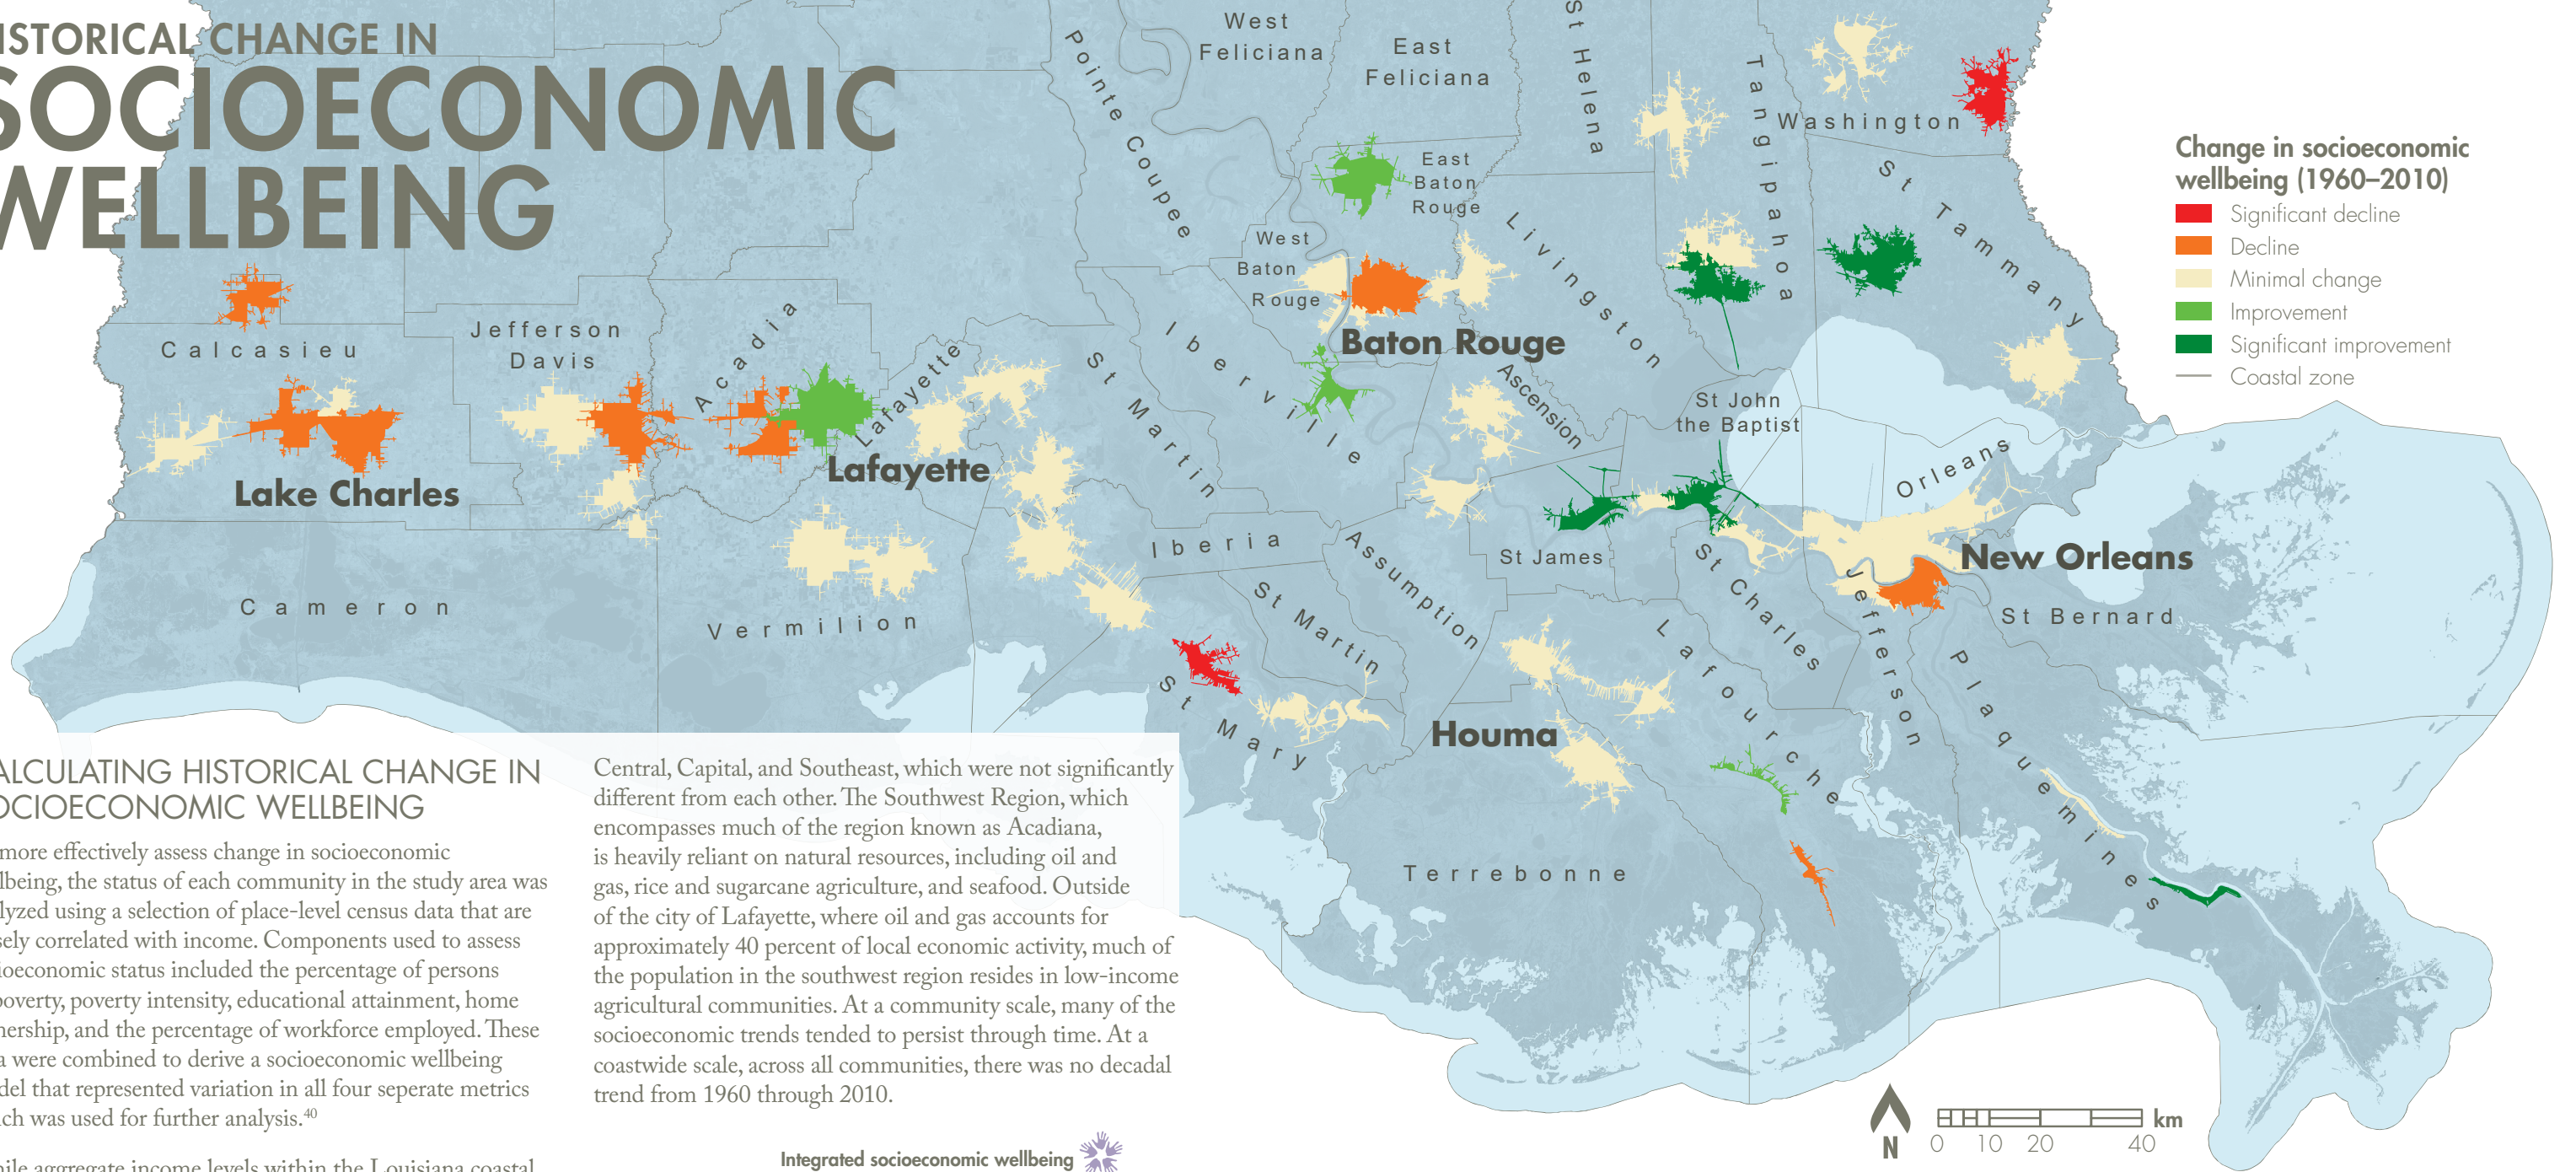 ISTORICAL CHANGE IN
SOCIOECONOMIC
WELLBEING
West
Feliciana
East
Feliciana
St Helena
Tangipahoa
Washington
Pointe Coupee
East
Baton
Rouge
West
Baton
Rouge
Livingston
St Tammany
Change in socioeconomic
wellbeing (1960–2010)
Significant decline
Decline
Minimal change
Improvement
Significant improvement
Coastal zone
Calcasieu
Jefferson
Davis
Acadia
Lafayette
St Martin
Iberville
Baton Rouge
Ascension
St John
the Baptist
Orleans
Lake Charles
Lafayette
New Orleans
Cameron
Vermilion
Iberia
St Martin
Assumption
St James
St Charles
Jefferson
St Bernard
St Mary
Houma
Lafourche
Plaquemines
Terrebonne
ALCULATING HISTORICAL CHANGE IN
OCIOECONOMIC WELLBEING
more effectively assess change in socioeconomic
lbeing, the status of each community in the study area was
lyzed using a selection of place-level census data that are
sely correlated with income. Components used to assess
ioeconomic status included the percentage of persons
poverty, poverty intensity, educational attainment, home
nership, and the percentage of workforce employed. These
a were combined to derive a socioeconomic wellbeing
del that represented variation in all four seperate metrics
ich was used for further analysis.40
hile aggregate income levels within the Louisiana coastal
Central, Capital, and Southeast, which were not significantly
different from each other. The Southwest Region, which
encompasses much of the region known as Acadiana,
is heavily reliant on natural resources, including oil and
gas, rice and sugarcane agriculture, and seafood. Outside
of the city of Lafayette, where oil and gas accounts for
approximately 40 percent of local economic activity, much of
the population in the southwest region resides in low-income
agricultural communities. At a community scale, many of the
socioeconomic trends tended to persist through time. At a
coastwide scale, across all communities, there was no decadal
trend from 1960 through 2010.
Integrated socioeconomic wellbeing
N
km
0 10 20 40